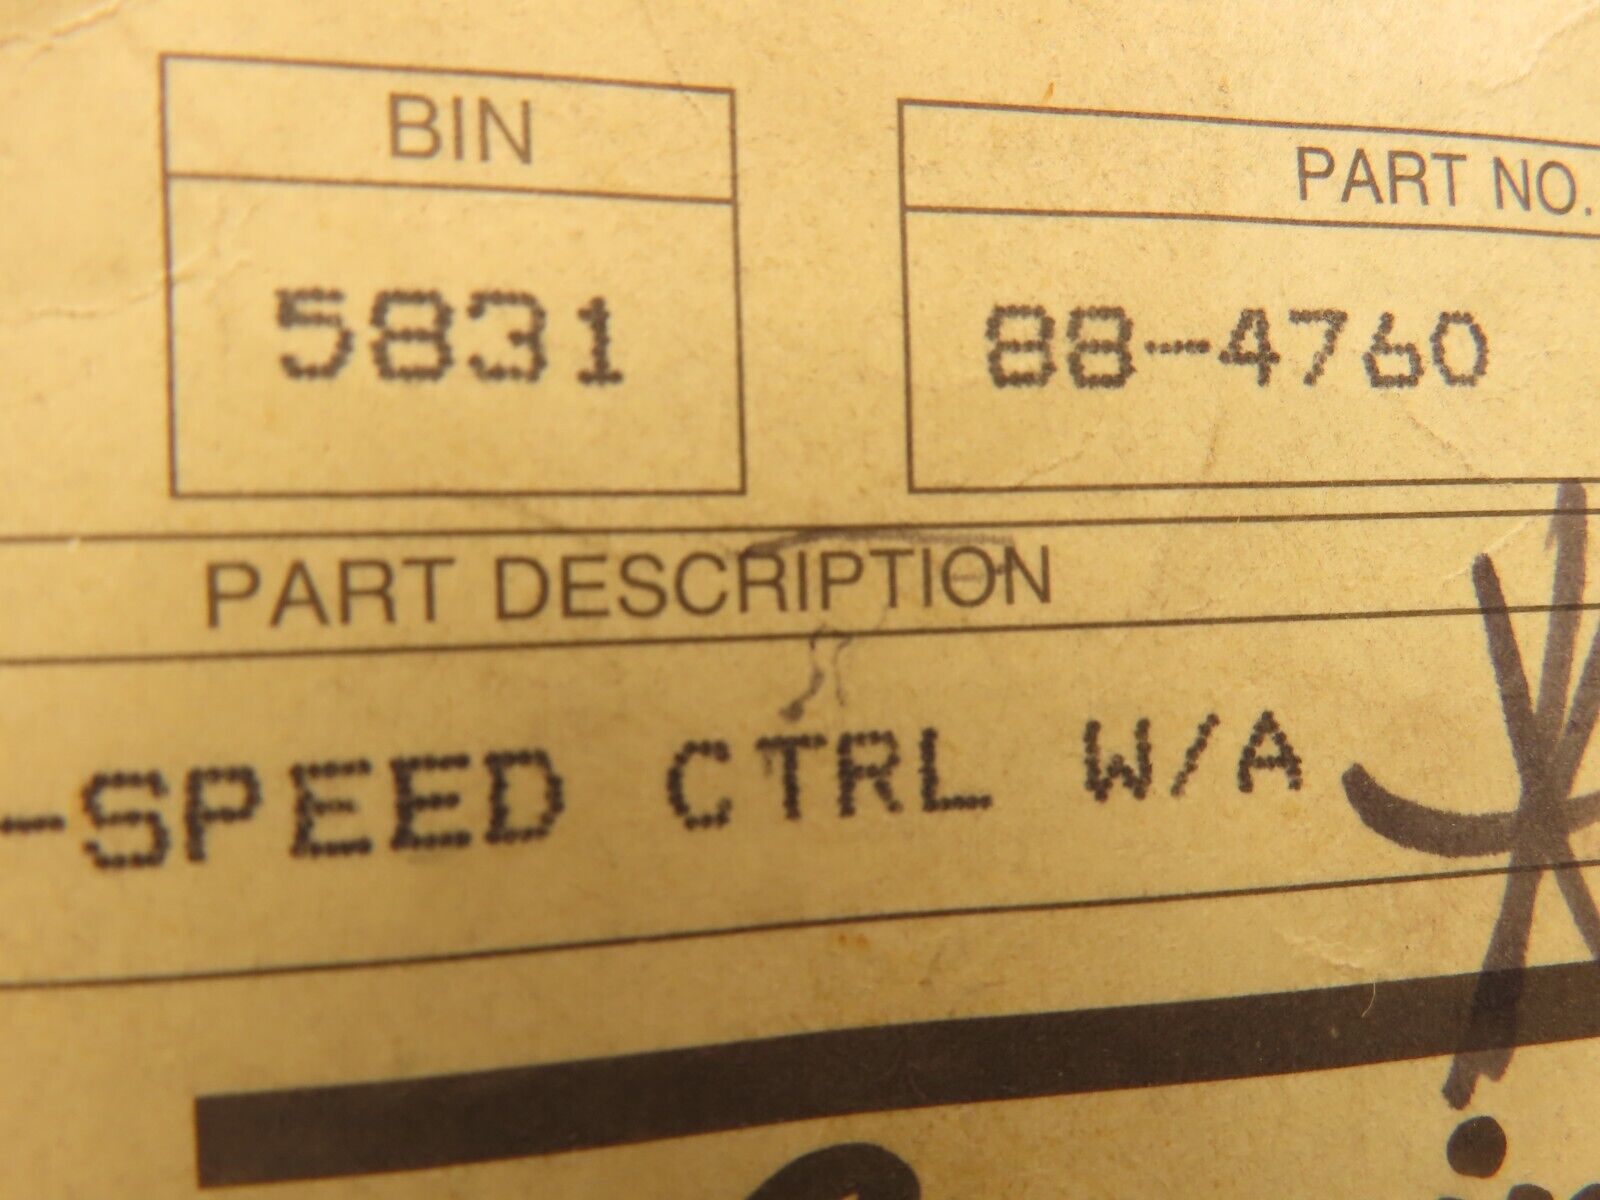 BIN
PART NO.
5831
88-4760
PART DESCRIPTION
-SPEED CTRL W/A